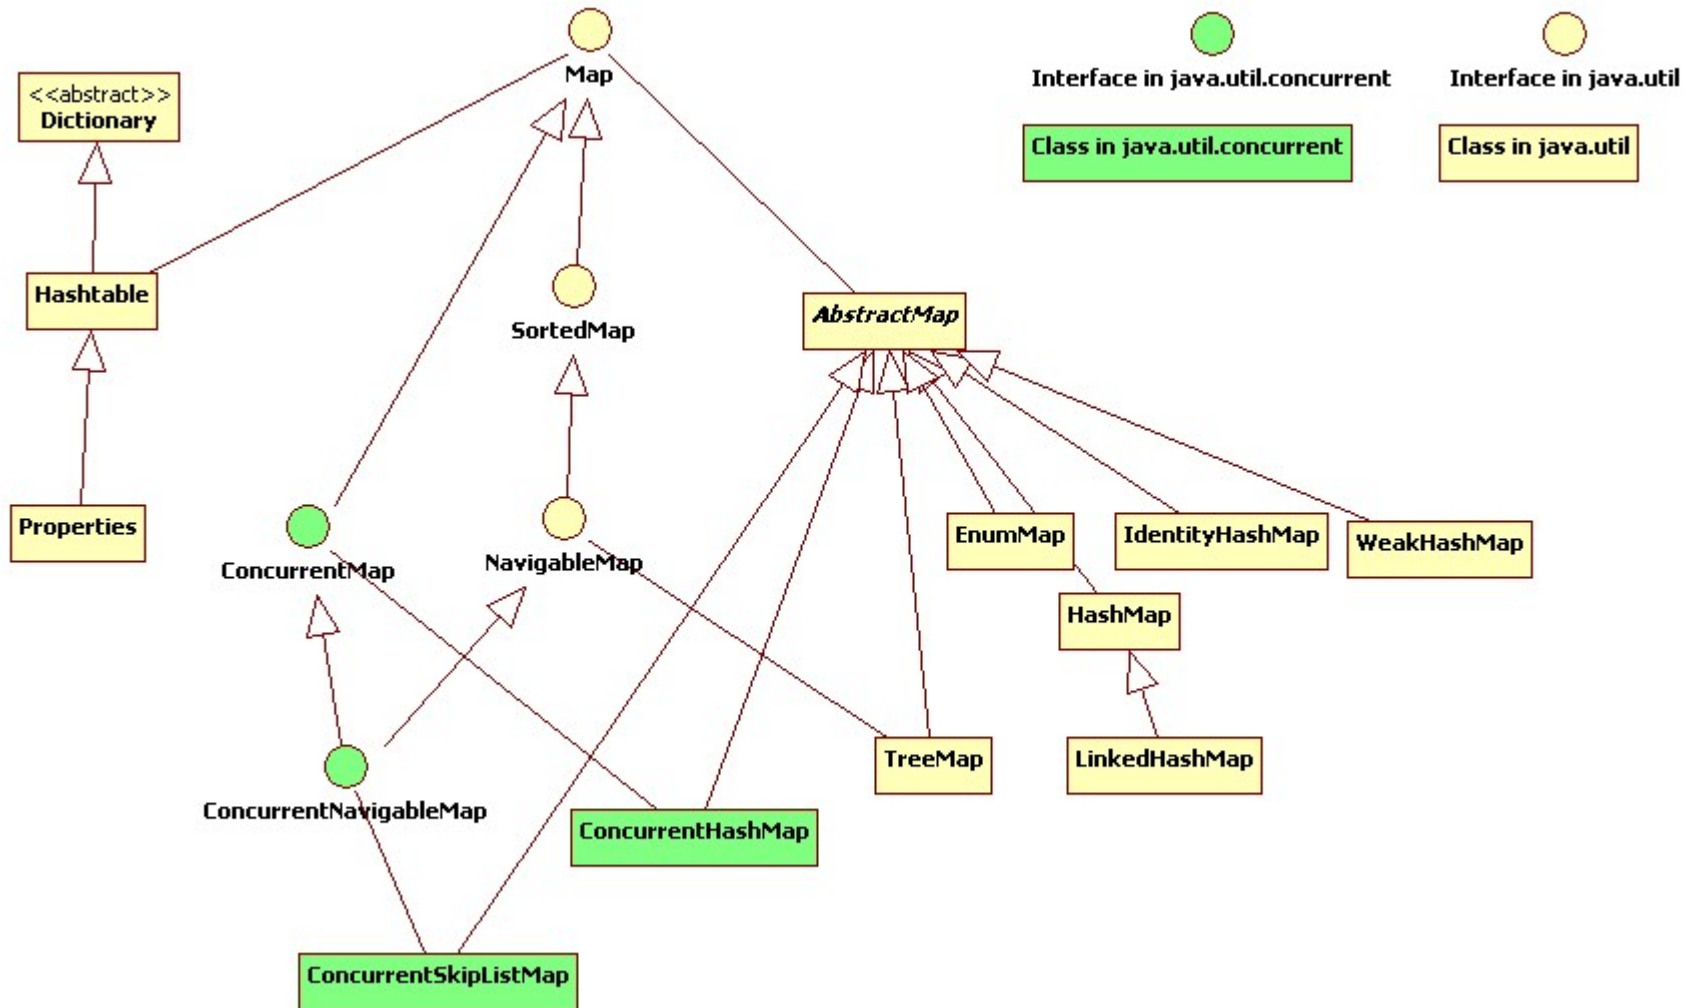 Map
Interface in java.util.concurrent
Interface in java.util
<<abstract>>
Dictionary
Class in java.util.concurrent
Class in java.util
Hashtable
SortedMap
AbstractMap
Properties
ConcurrentMap
NavigableMap
EnumMap
IdentityHashMap
WeakHashMap
HashMap
TreeMap
LinkedHashMap
ConcurrentNavigableMap
ConcurrentHashMap
ConcurrentSkipListMap